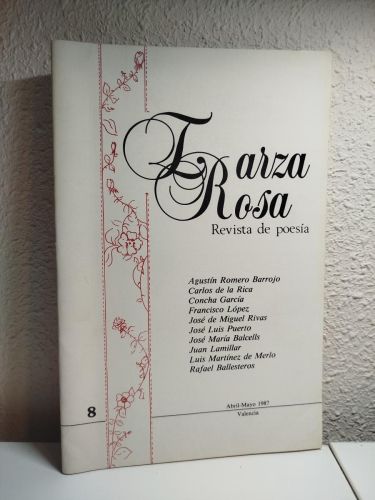 Zarza
Rosa
Revista de poesía
Agustín Romero Barrojo
Carlos de la Rica
Concha García
Francisco López
José de Miguel Rivas
José Luis Puerto
José María Balcells
Juan Lamillar
Luis Martínez de Merlo
Rafael Ballesteros
8
Abril-Mayo 1987
Valencia